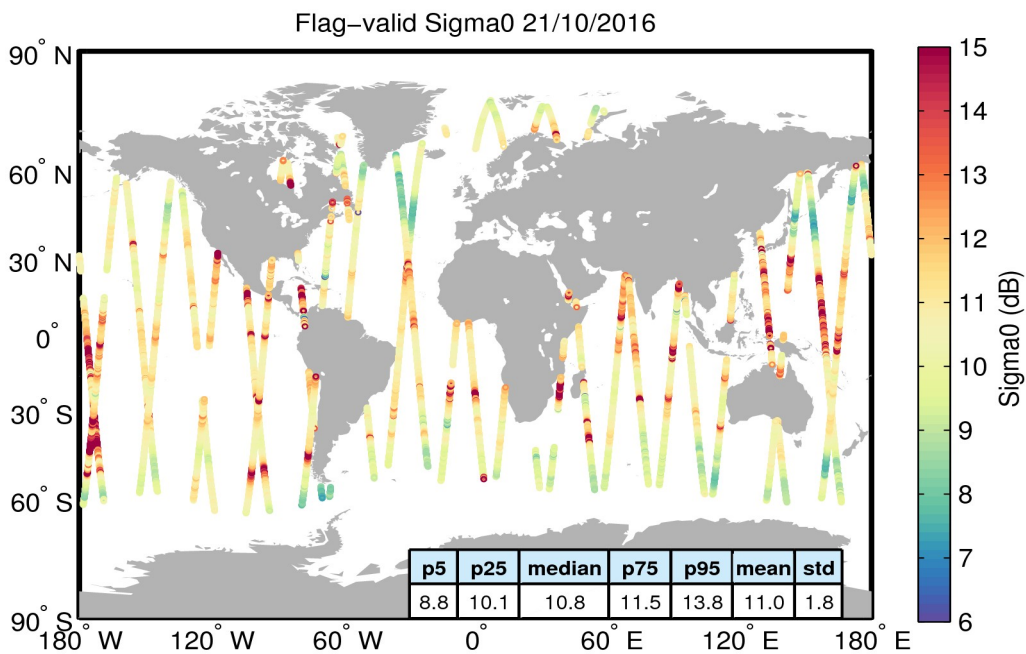 Flag−valid Sigma0 21/10/2016
90° N
60° N
30° N
0°
30° S
60° S
90° S
180° W
120° W
60° W
0°
60° E
120° E
180° E
p5 p25 median p75 p95 mean std
8.8 10.1 10.8 11.5 13.8 11.0 1.8
15
14
13
12
11
10
9
8
7
6
Sigma0 (dB)